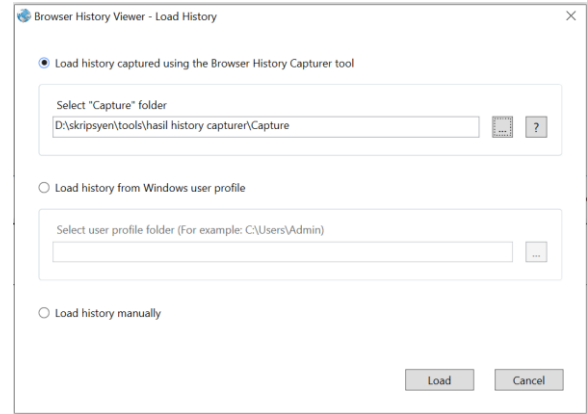 Browser History Viewer - Load History
Load history captured using the Browser History Capturer tool
Select "Capture" folder
D:\skripsyen\tools\hasil history capturer\Capture
... ?
Load history from Windows user profile
Select user profile folder (For example: C:\Users\Admin)
...
Load history manually
Load Cancel